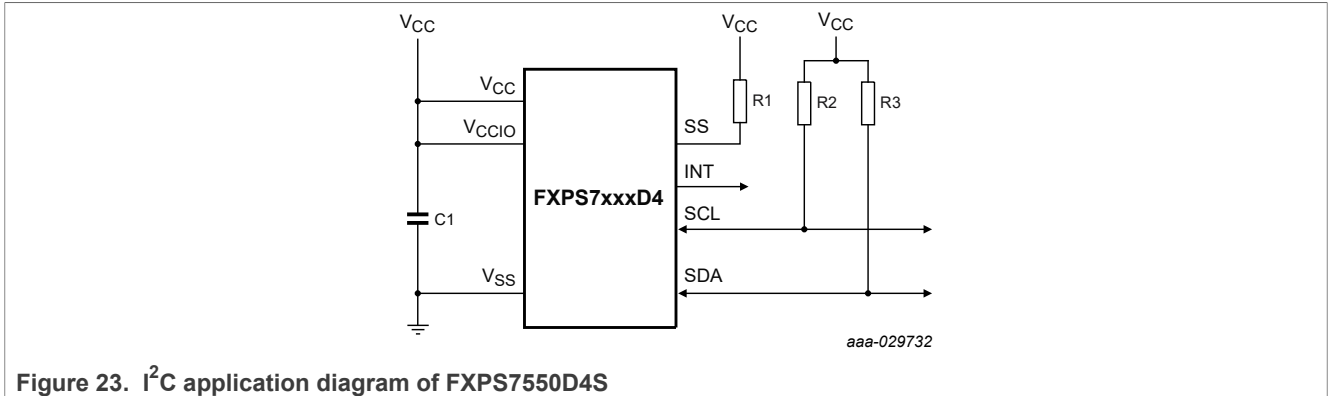 VCC
VCC
VCC
VCC
R1
R2
R3
VCCIO
SS
INT
FXPS7xxxD4
SCL
C1
VSS
SDA
aaa-029732
Figure 23. I2C application diagram of FXPS7550D4S